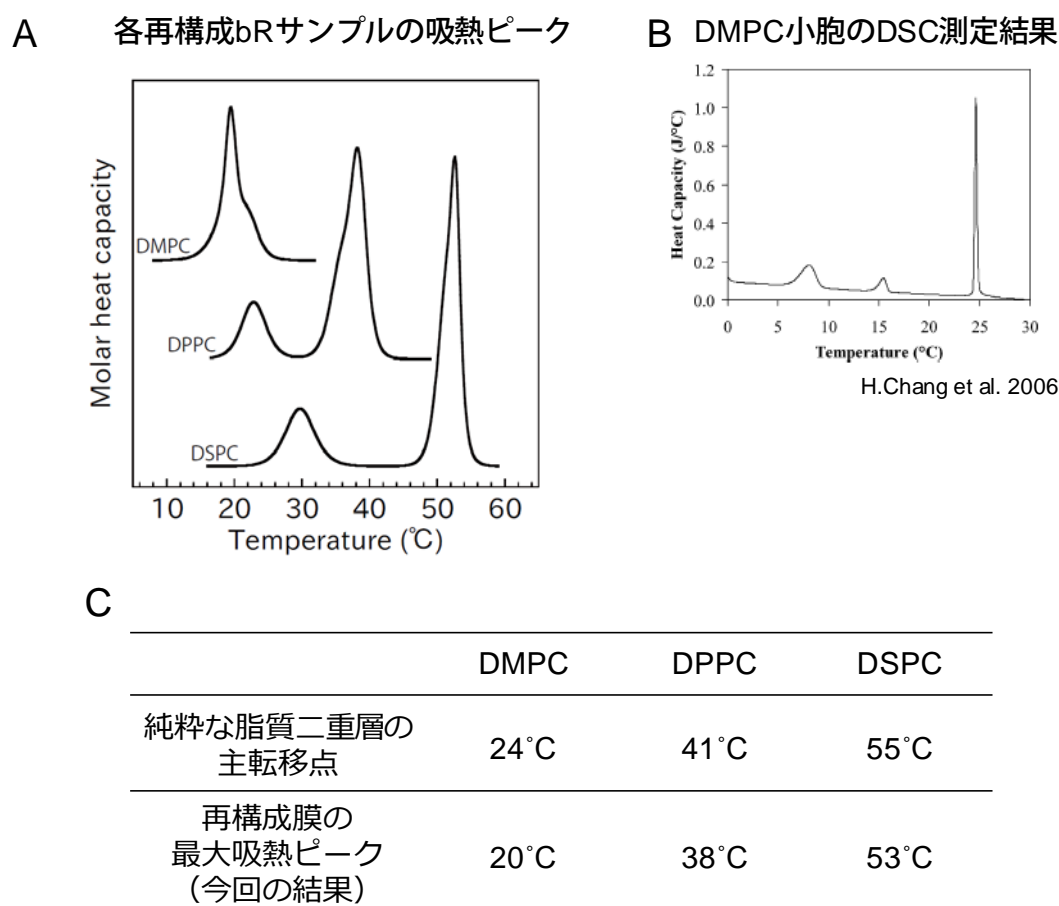 A
各再構成bRサンプルの吸熱ピーク
Molar heat capacity
DMPC
DPPC
DSPC
10 20 30 40 50 60
Temperature (℃)
B
DMPC小胞のDSC測定結果
Heat Capacity (J/°C)
1.2
1.0
0.8
0.6
0.4
0.2
0.0
0 5 10 15 20 25 30
Temperature (°C)
H.Chang et al. 2006
C
DMPC DPPC DSPC
純粋な脂質二重層の
主転移点
24˚C 41˚C 55˚C
再構成膜の
最大吸熱ピーク
（今回の結果）
20˚C 38˚C 53˚C